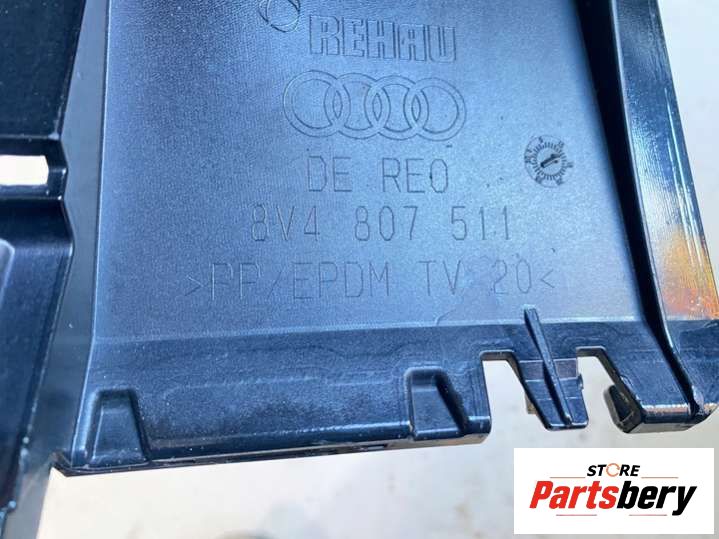 REHAU
DE REO
8V4 807 511
>PP/EPDM TV 20<
STORE
Partsbery